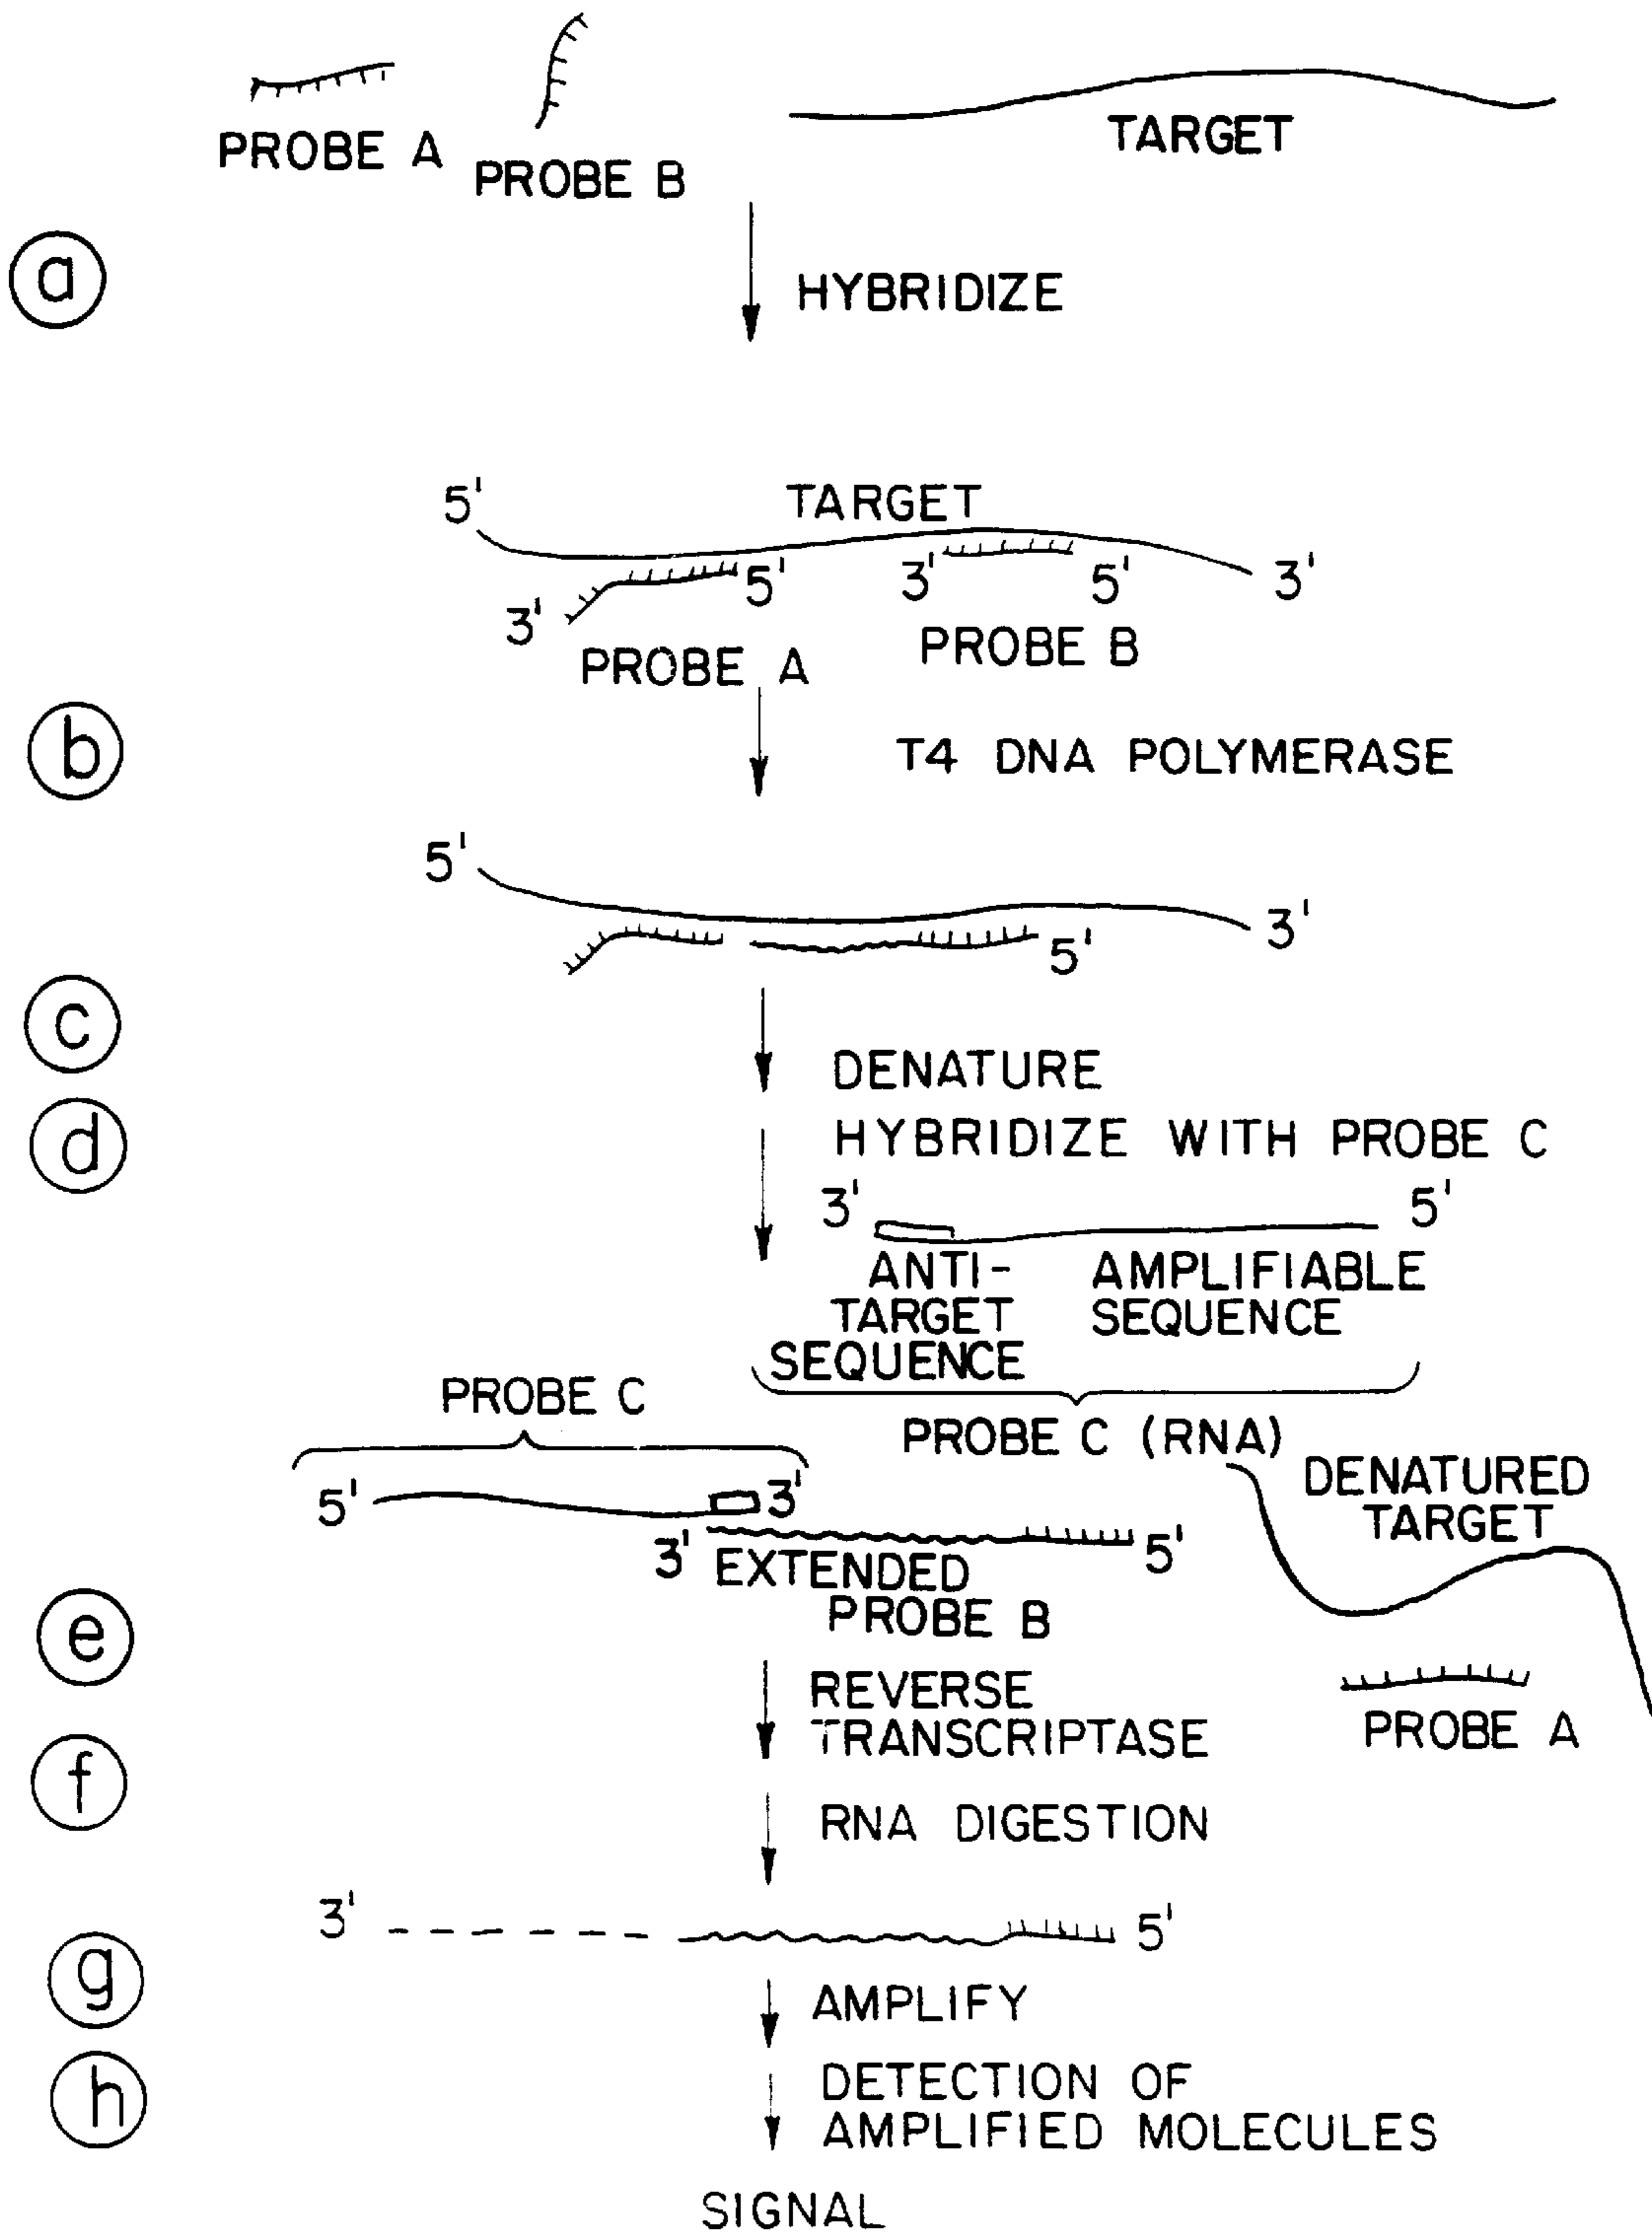 PROBE A
PROBE B
TARGET
a
HYBRIDIZE
5'
TARGET
3'
5'
3'
5'
3'
PROBE A
PROBE B
b
T4 DNA POLYMERASE
5'
3'
5'
c
DENATURE
d
HYBRIDIZE WITH PROBE C
3'
5'
ANTI-
TARGET
SEQUENCE
AMPLIFIABLE
SEQUENCE
PROBE C
PROBE C (RNA)
5'
3'
DENATURED
TARGET
3'
5'
EXTENDED
PROBE B
e
REVERSE
TRANSCRIPTASE
PROBE A
f
RNA DIGESTION
3'
5'
g
AMPLIFY
h
DETECTION OF
AMPLIFIED MOLECULES
SIGNAL